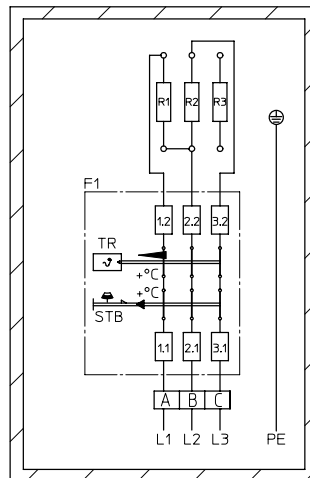 R1 R2 R3
F1
1.2 2.2 3.2
TR
ϑ
+°C
+°C
STB
1.1 2.1 3.1
A B C
L1 L2 L3 PE